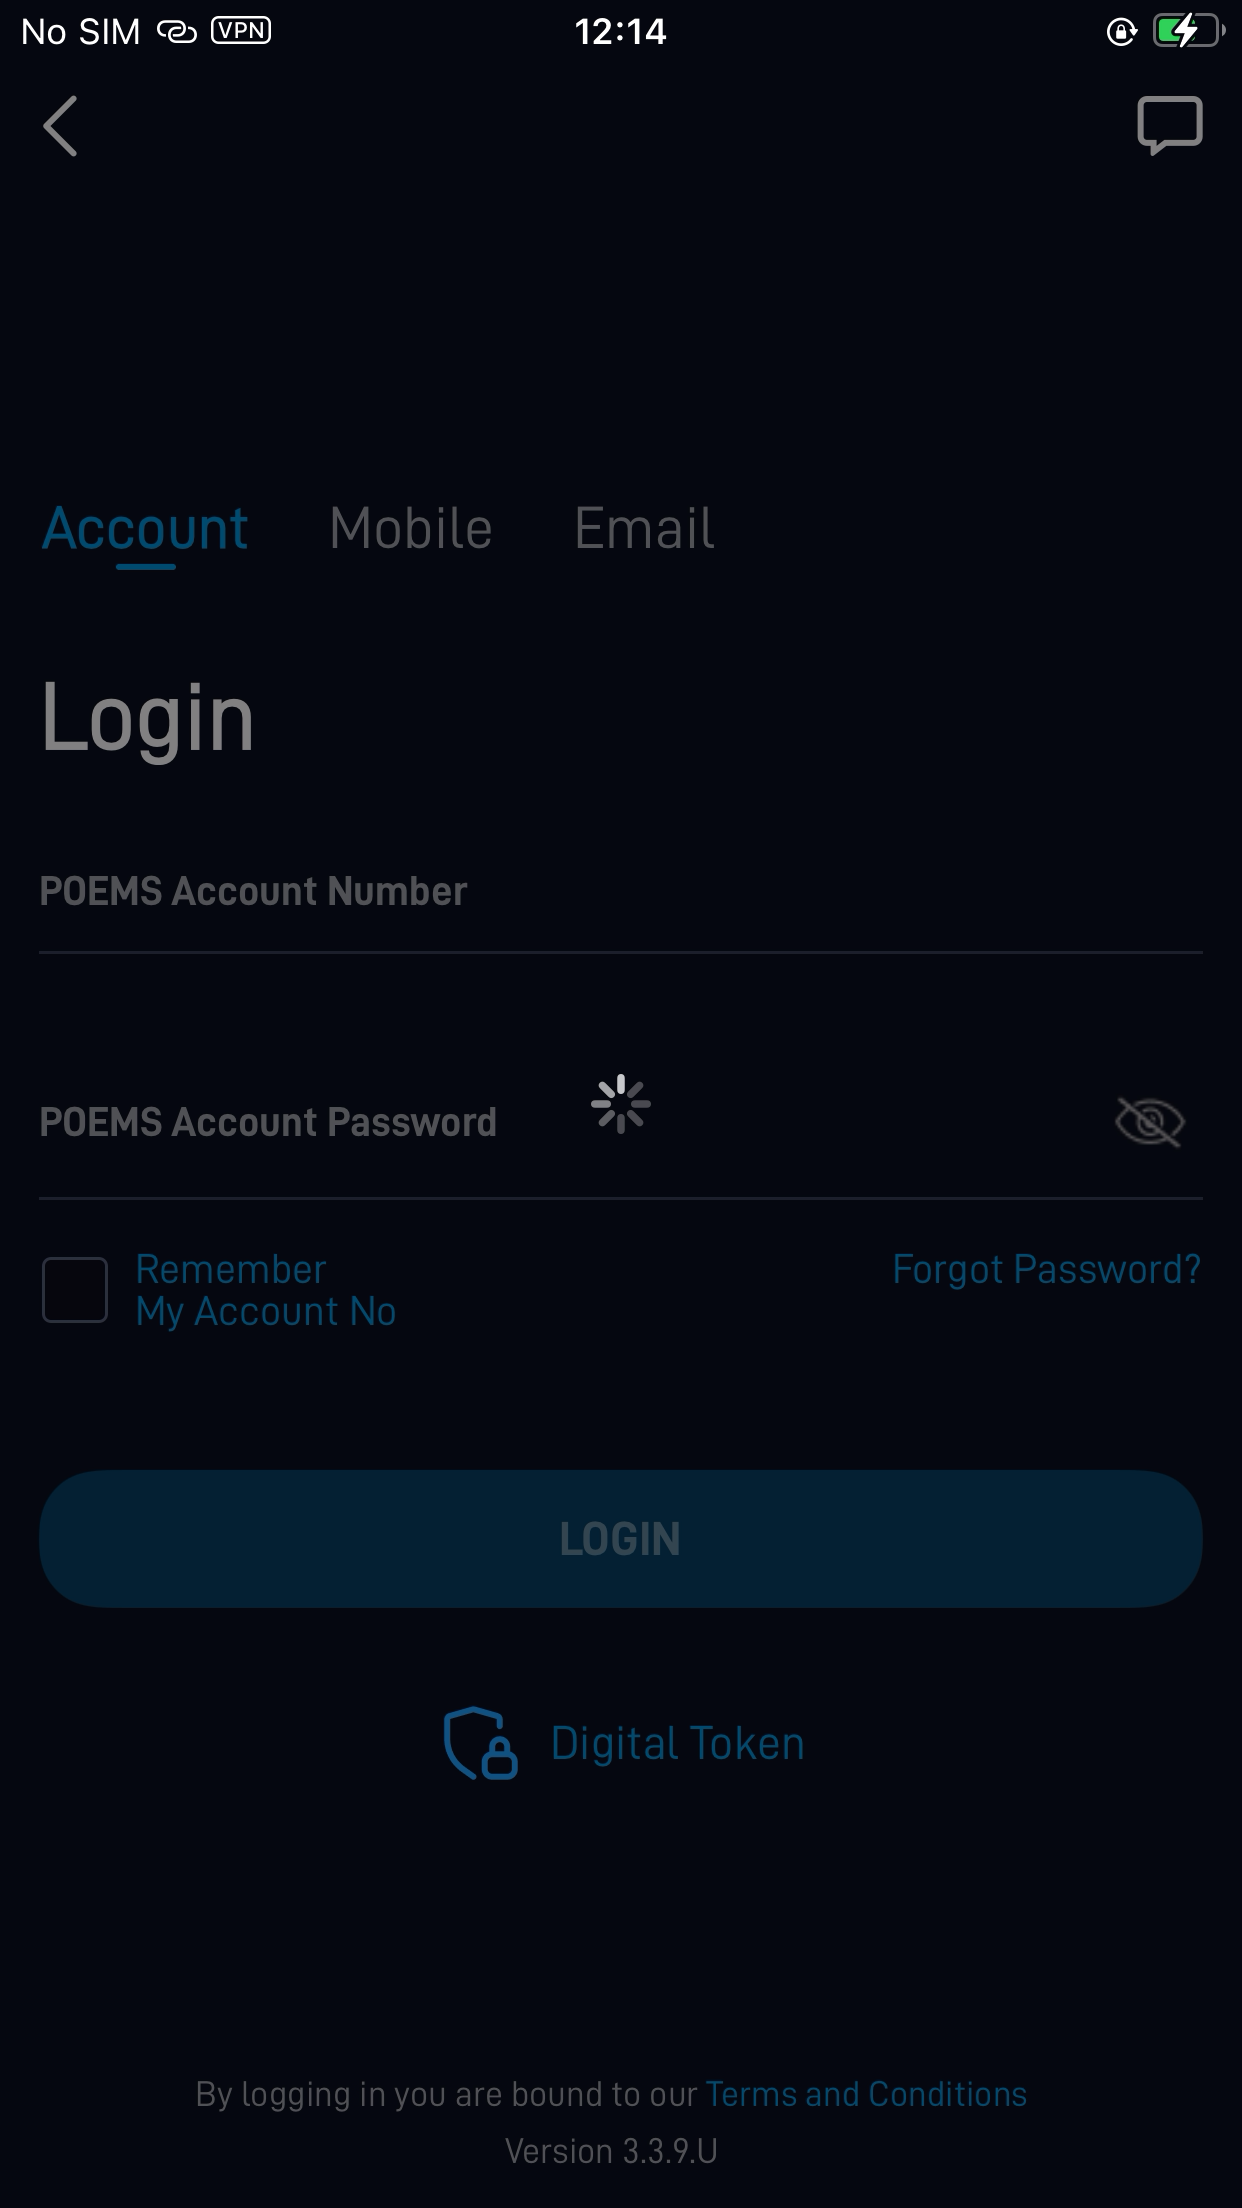 No SIM VPN 12:14
Account Mobile Email
Login
POEMS Account Number
POEMS Account Password
Remember
My Account No
Forgot Password?
LOGIN
Digital Token
By logging in you are bound to our Terms and Conditions
Version 3.3.9.U